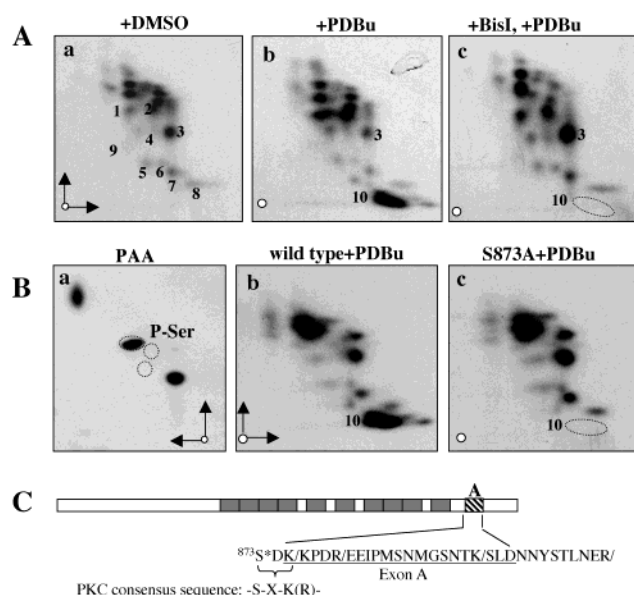 A
+DMSO
+PDBu
+BisI, +PDBu
a
b
c
1
2
3
4
9
5
6
7
8
3
10
3
10
B
PAA
wild type+PDBu
S873A+PDBu
a
b
c
P-Ser
10
10
C
A
873S*DK/KPDR/EEIPMSNMGSNTK/SLDNNYSTLNER/
Exon A
PKC consensus sequence: -S-X-K(R)-